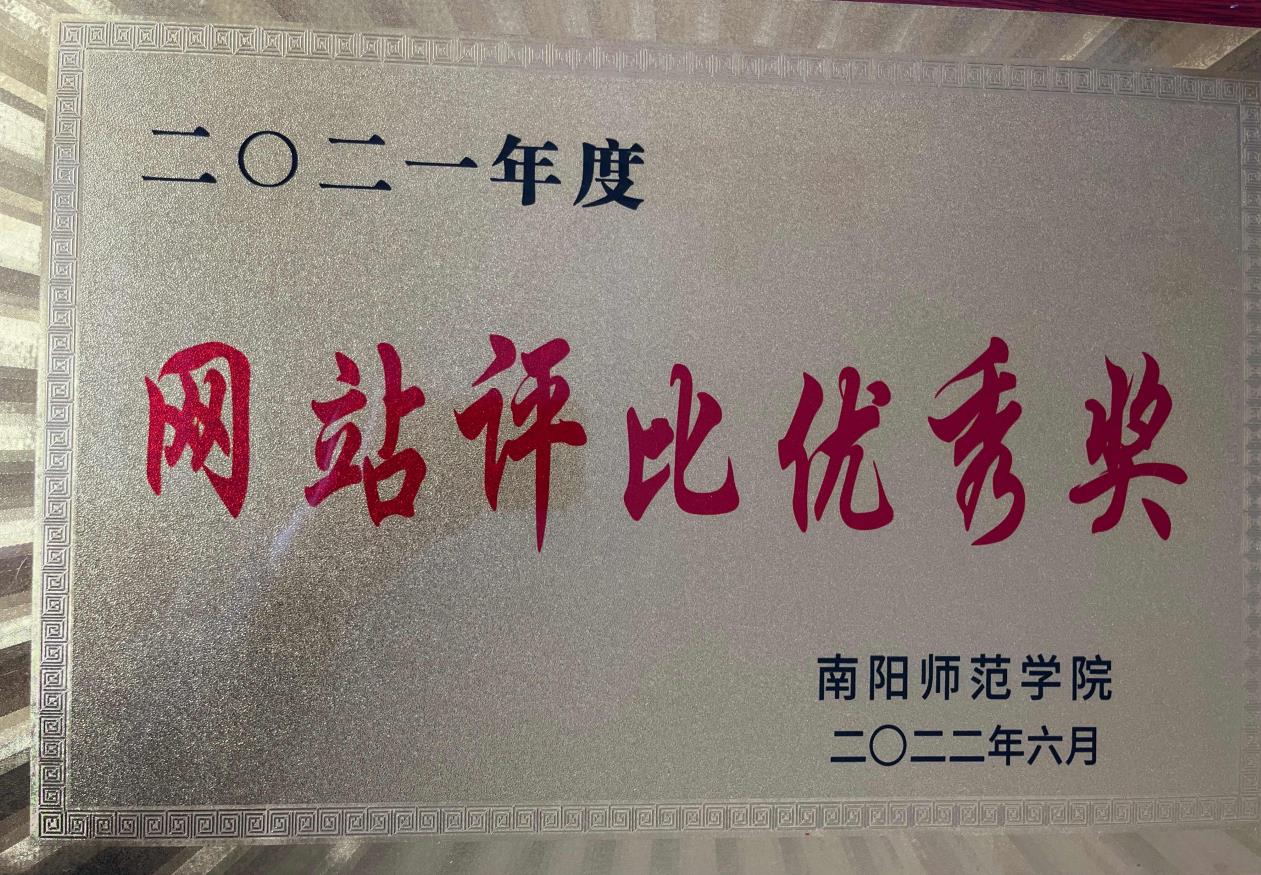 二〇二一年度
网站评比优秀奖
南阳师范学院
二〇二二年六月